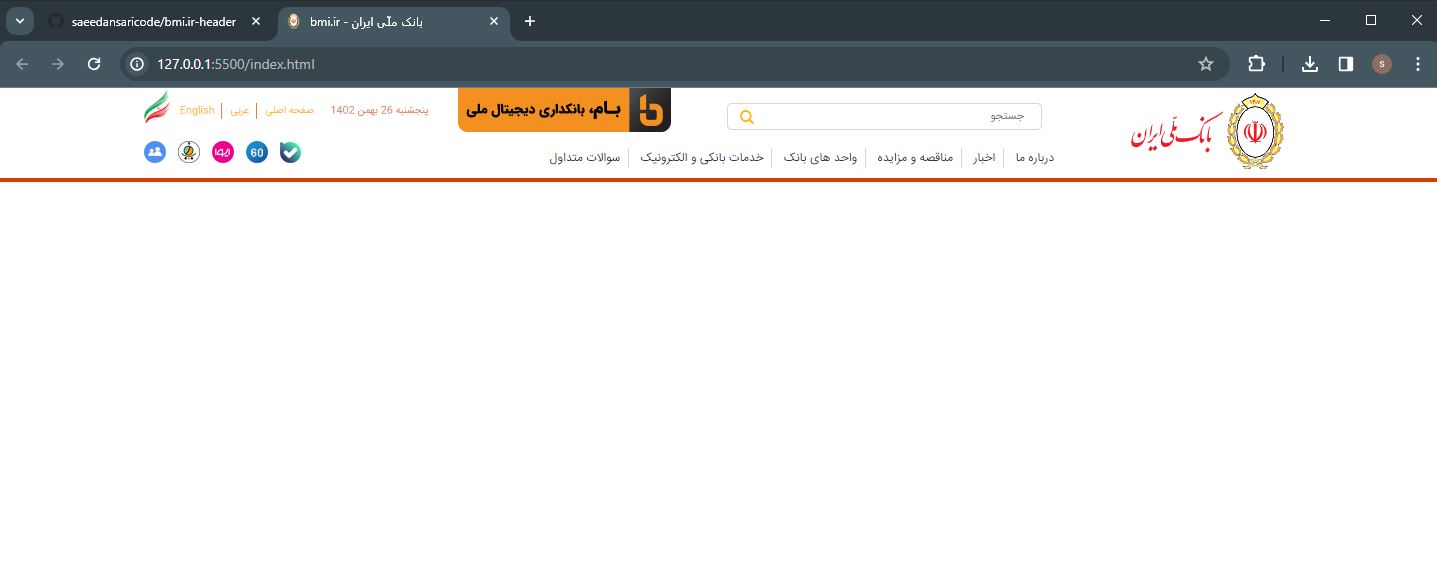 saeedansaricode/bmi.ir-header
بانک ملّی ایران - bmi.ir
127.0.0.1:5500/index.html
S
بانک ملّی ایران
جستجو
بـام، بانکداری دیجیتال ملی
پنجشنبه 26 بهمن 1402
صفحه اصلی
عربی
English
درباره ما
اخبار
مناقصه و مزایده
واحد های بانک
خدمات بانکی و الکترونیک
سوالات متداول
60